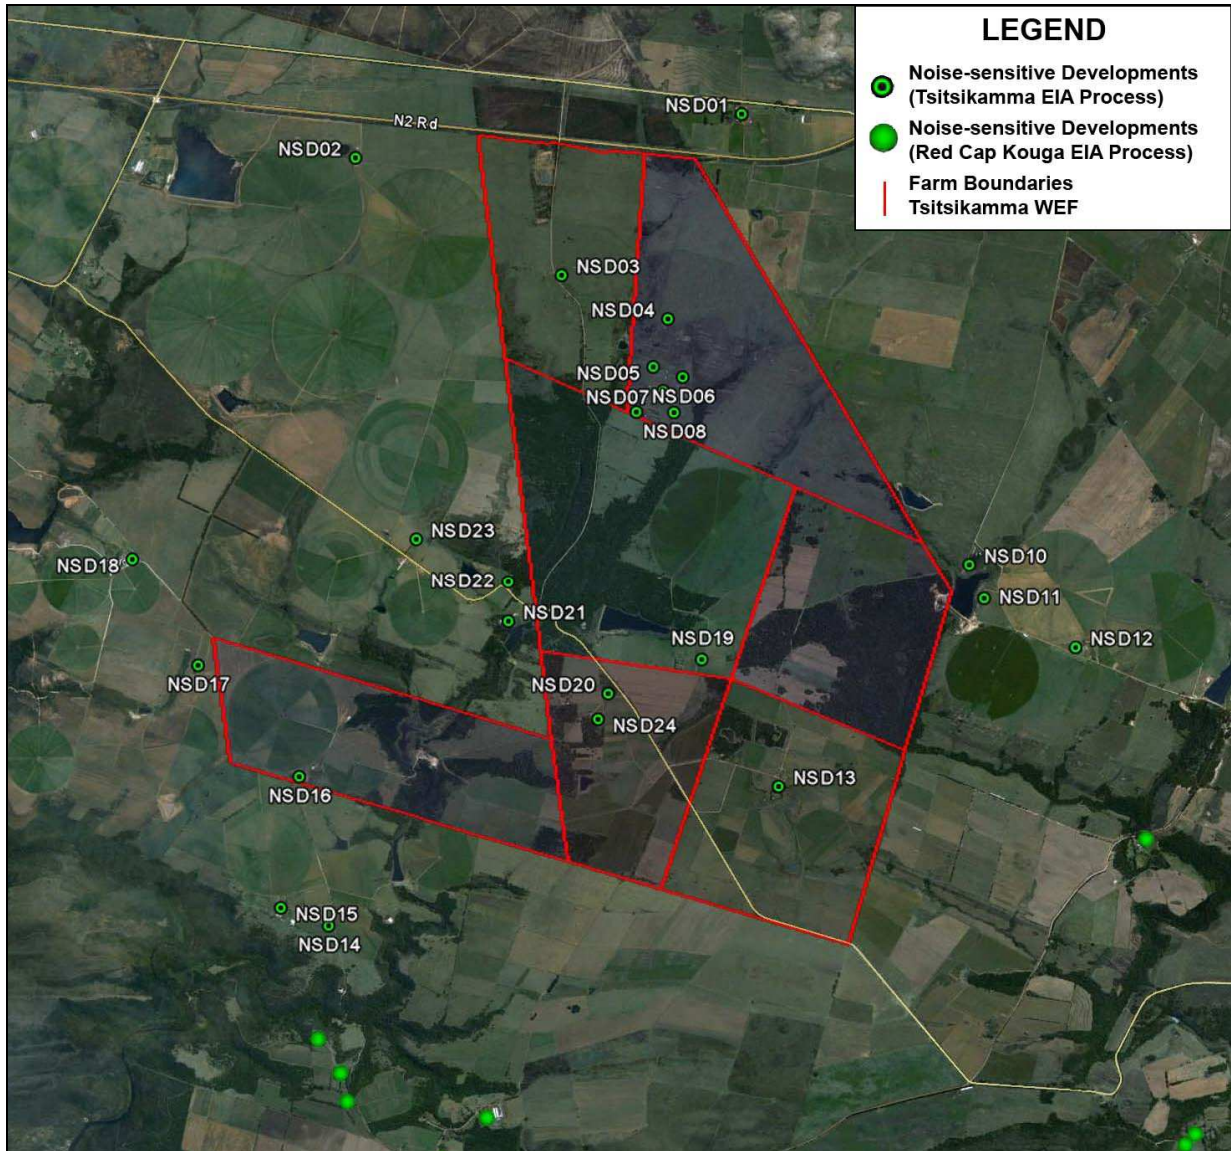 LEGEND
Noise-sensitive Developments
(Tsitsikamma EIA Process)
Noise-sensitive Developments
(Red Cap Kouga EIA Process)
Farm Boundaries
Tsitsikamma WEF
NSD01
N2 Rd
NSD02
NSD03
NSD04
NSD05
NSD07
NSD06
NSD08
NSD23
NSD18
NSD10
NSD22
NSD11
NSD21
NSD12
NSD19
NSD17
NSD20
NSD24
NSD13
NSD16
NSD15
NSD14